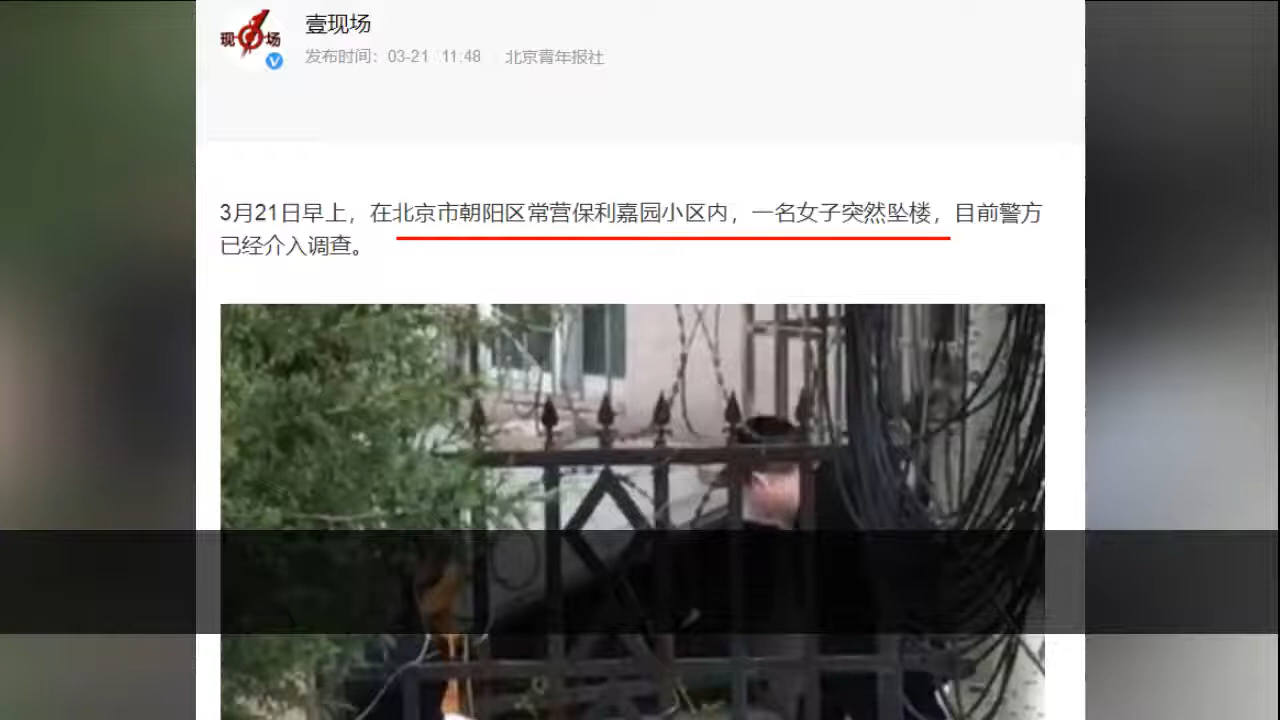 现场
壹现场
发布时间：03-21 11:48 北京青年报社
3月21日早上，在北京市朝阳区常营保利嘉园小区内，一名女子突然坠楼，目前警方
已经介入调查。